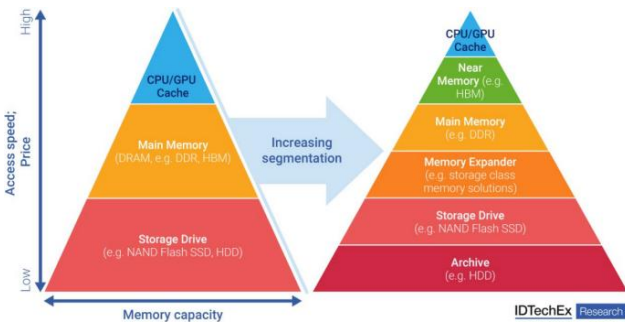 High
Access speed;
Price
Low
CPU/GPU
Cache
Main Memory
(DRAM, e.g. DDR, HBM)
Storage Drive
(e.g. NAND Flash SSD, HDD)
Memory capacity
Increasing
segmentation
CPU/GPU
Cache
Near
Memory (e.g.
HBM)
Main Memory
(e.g. DDR)
Memory Expander
(e.g. storage class
memory solutions)
Storage Drive
(e.g. NAND Flash SSD)
Archive
(e.g. HDD)
IDTechEx Research